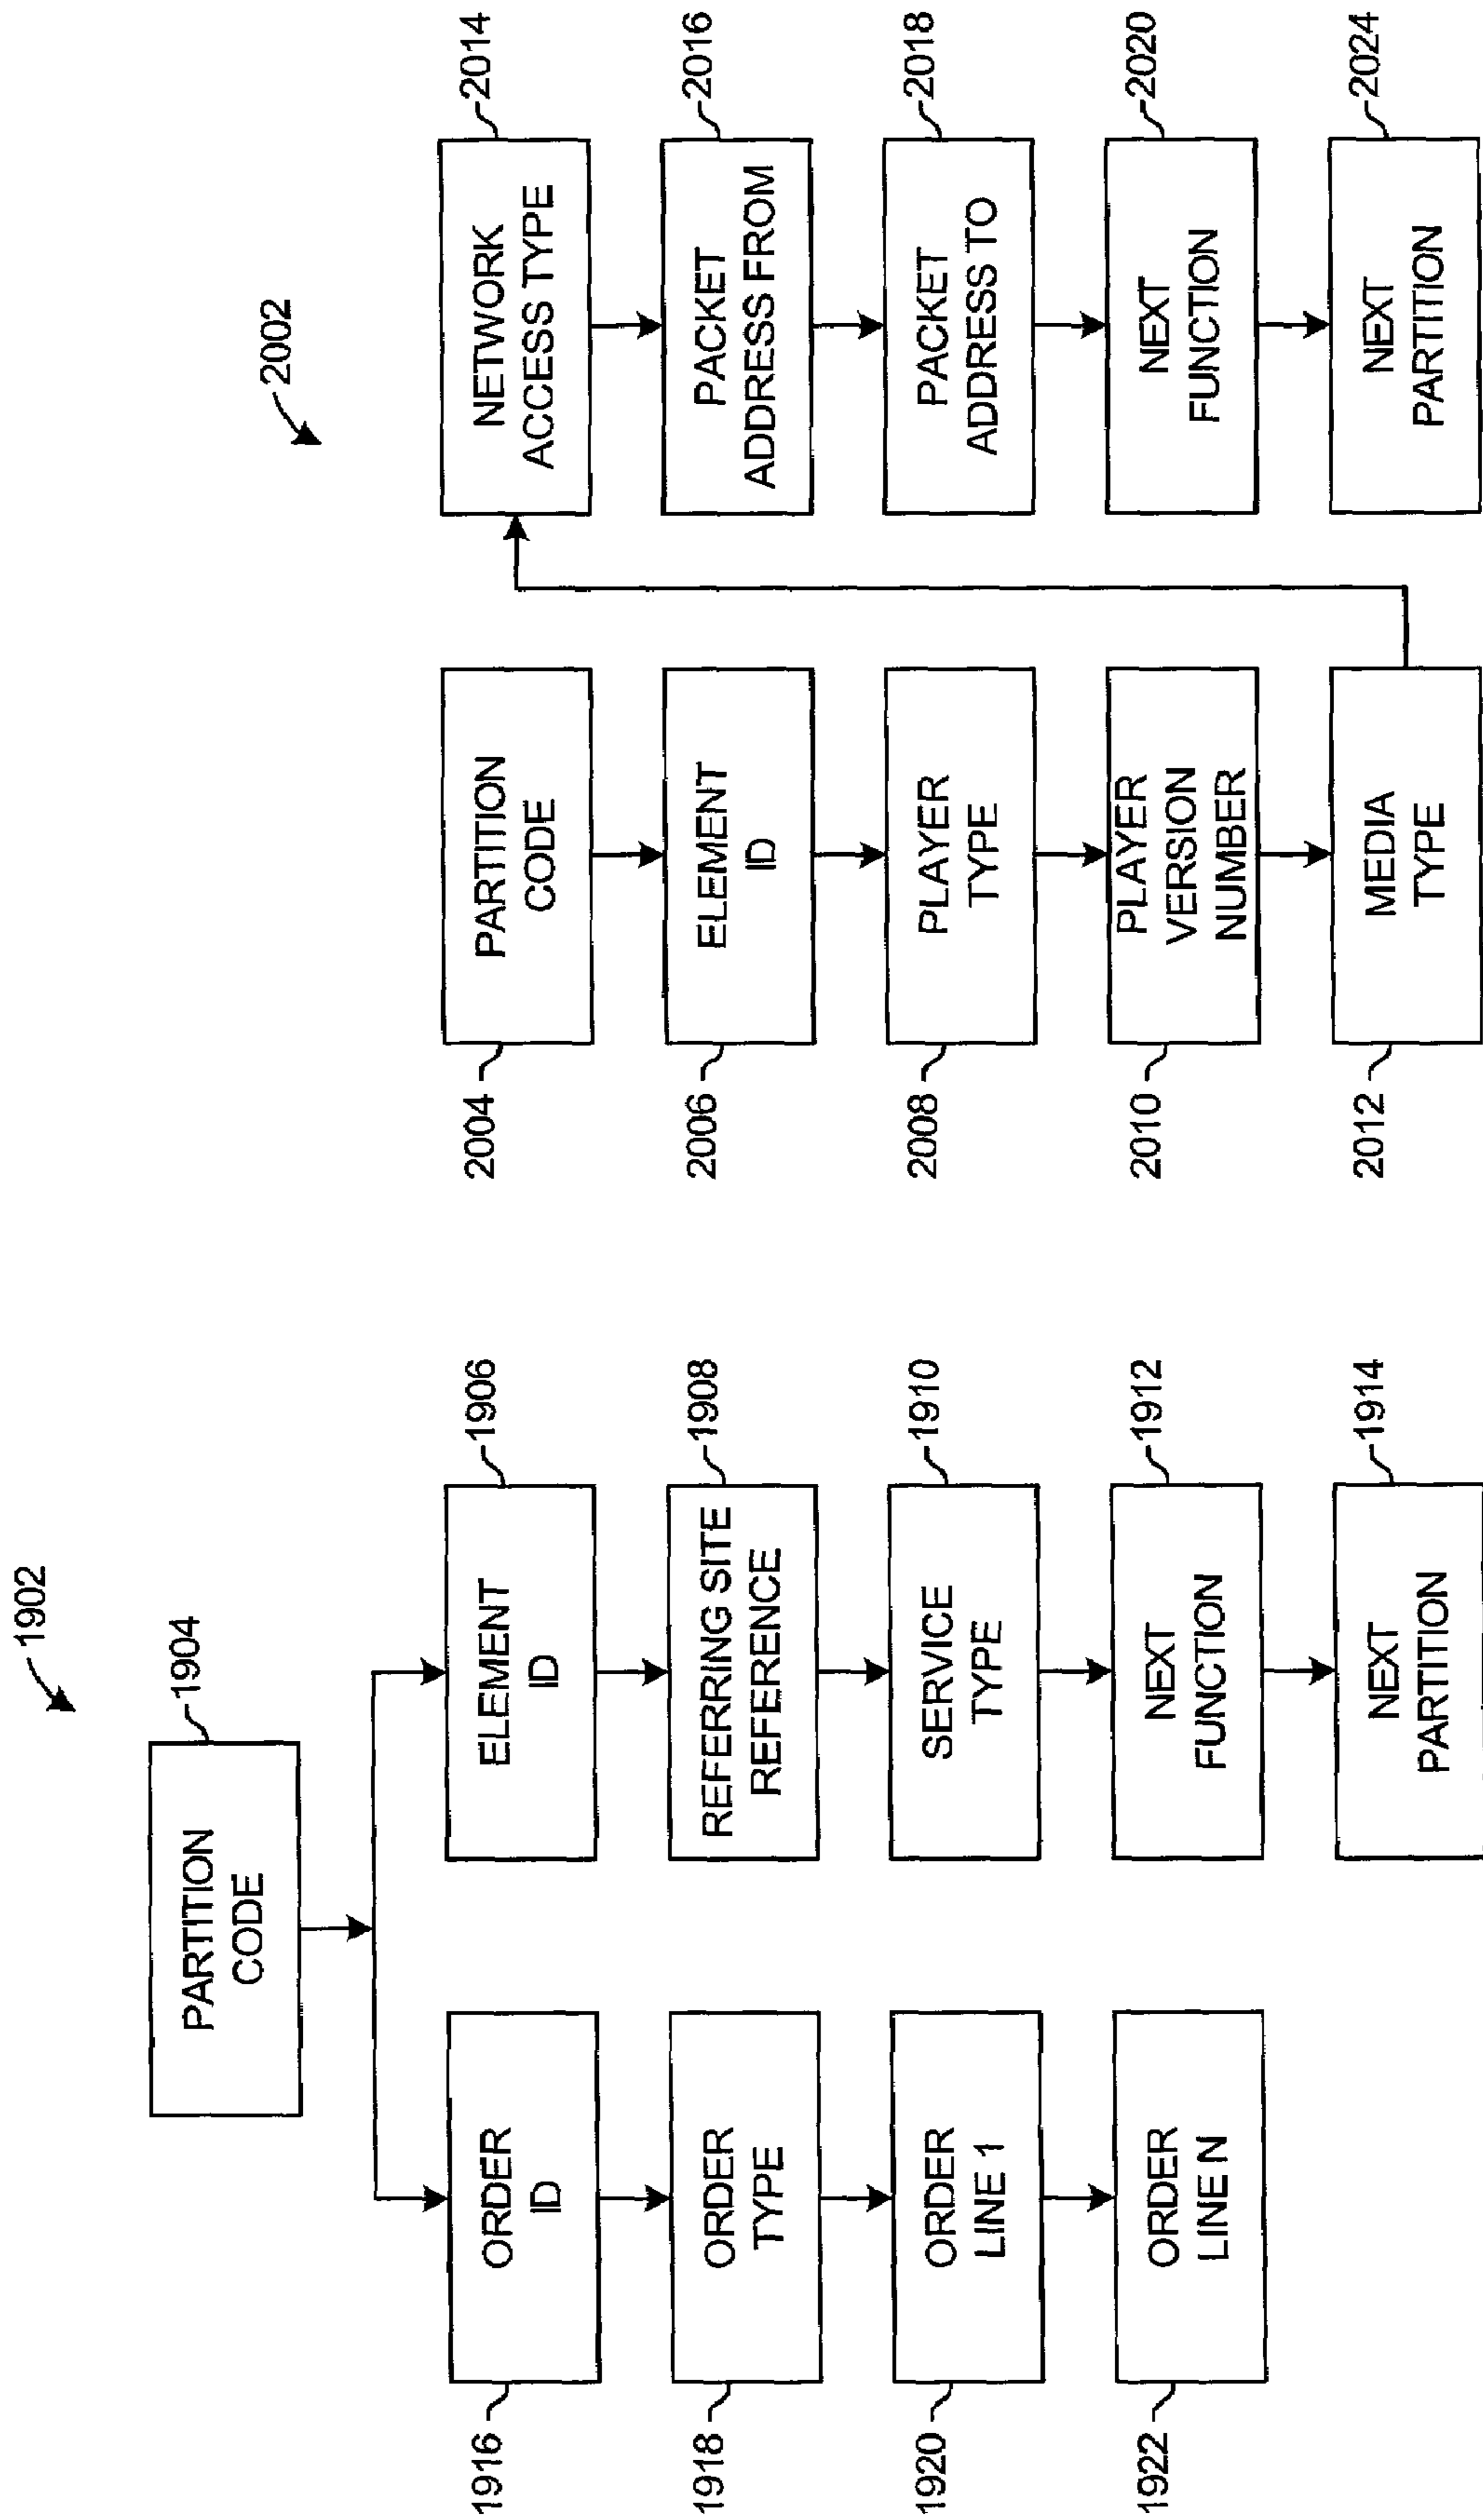 1902
PARTITION
CODE
1904
ORDER
ID
1916
ORDER
TYPE
1918
ORDER
LINE 1
1920
ORDER
LINE N
1922
ELEMENT
ID
1906
REFERRING SITE
REFERENCE
1908
SERVICE
TYPE
1910
NEXT
FUNCTION
1912
NEXT
PARTITION
1914
2002
PARTITION
CODE
2004
ELEMENT
ID
2006
PLAYER
TYPE
2008
PLAYER
VERSION
NUMBER
2010
MEDIA
TYPE
2012
NETWORK
ACCESS TYPE
2014
PACKET
ADDRESS FROM
2016
PACKET
ADDRESS TO
2018
NEXT
FUNCTION
2020
NEXT
PARTITION
2024